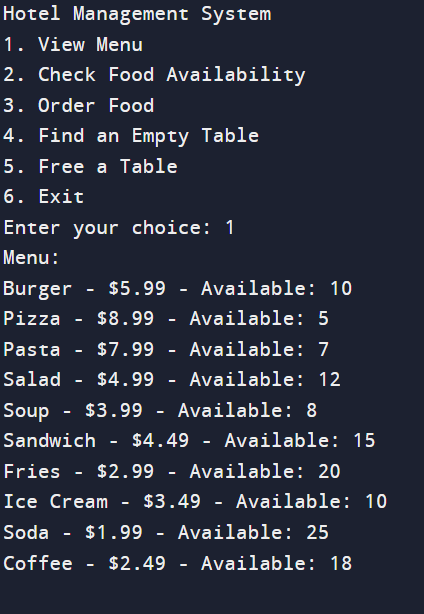 Hotel Management System
1. View Menu
2. Check Food Availability
3. Order Food
4. Find an Empty Table
5. Free a Table
6. Exit
Enter your choice: 1
Menu:
Burger - $5.99 - Available: 10
Pizza - $8.99 - Available: 5
Pasta - $7.99 - Available: 7
Salad - $4.99 - Available: 12
Soup - $3.99 - Available: 8
Sandwich - $4.49 - Available: 15
Fries - $2.99 - Available: 20
Ice Cream - $3.49 - Available: 10
Soda - $1.99 - Available: 25
Coffee - $2.49 - Available: 18